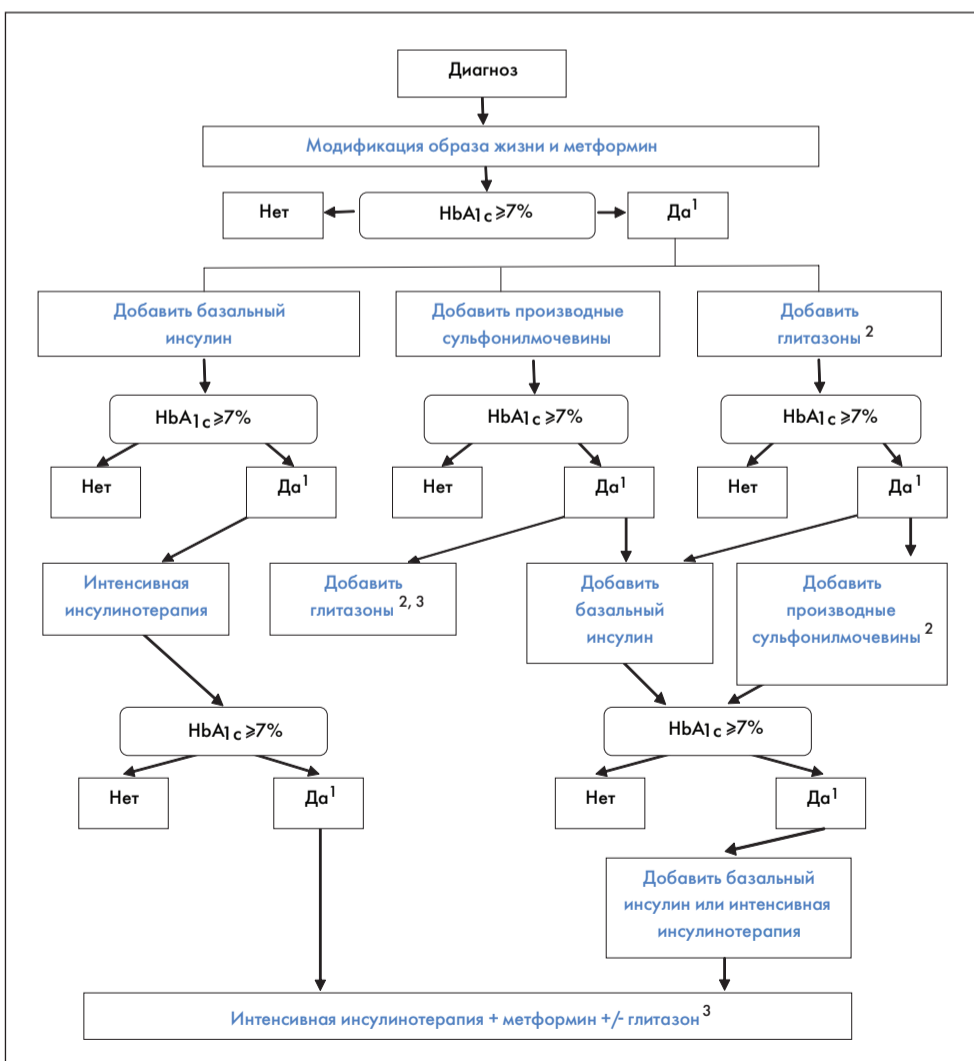 Диагноз
Модификация образа жизни и метформин
Нет
HbA1c ⩾7%
Да1
Добавить базальный
инсулин
Добавить производные
сульфонилмочевины
Добавить
глитазоны 2
HbA1c ⩾7%
HbA1c ⩾7%
HbA1c ⩾7%
Нет
Да1
Нет
Да1
Нет
Да1
Интенсивная
инсулинотерапия
Добавить
глитазоны 2, 3
Добавить
базальный
инсулин
Добавить
производные
сульфонилмочевины 2
HbA1c ⩾7%
HbA1c ⩾7%
Нет
Да1
Нет
Да1
Добавить базальный
инсулин или интенсивная
инсулинотерапия
Интенсивная инсулинотерапия + метформин +/- глитазон 3